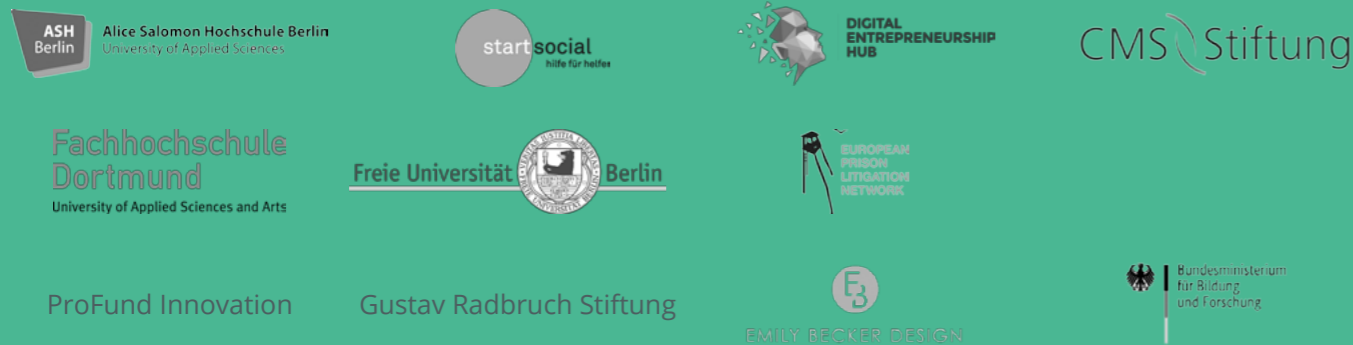 ASH
Berlin
Alice Salomon Hochschule Berlin
University of Applied Sciences
start social
hilfe für helfer
DIGITAL
ENTREPRENEURSHIP
HUB
CMS Stiftung
Fachhochschule
Dortmund
University of Applied Sciences and Arts
Freie Universität Berlin
EUROPEAN
PRISON
LITIGATION
NETWORK
ProFund Innovation
Gustav Radbruch Stiftung
EB
EMILY BECKER DESIGN
Bundesministerium
für Bildung
und Forschung